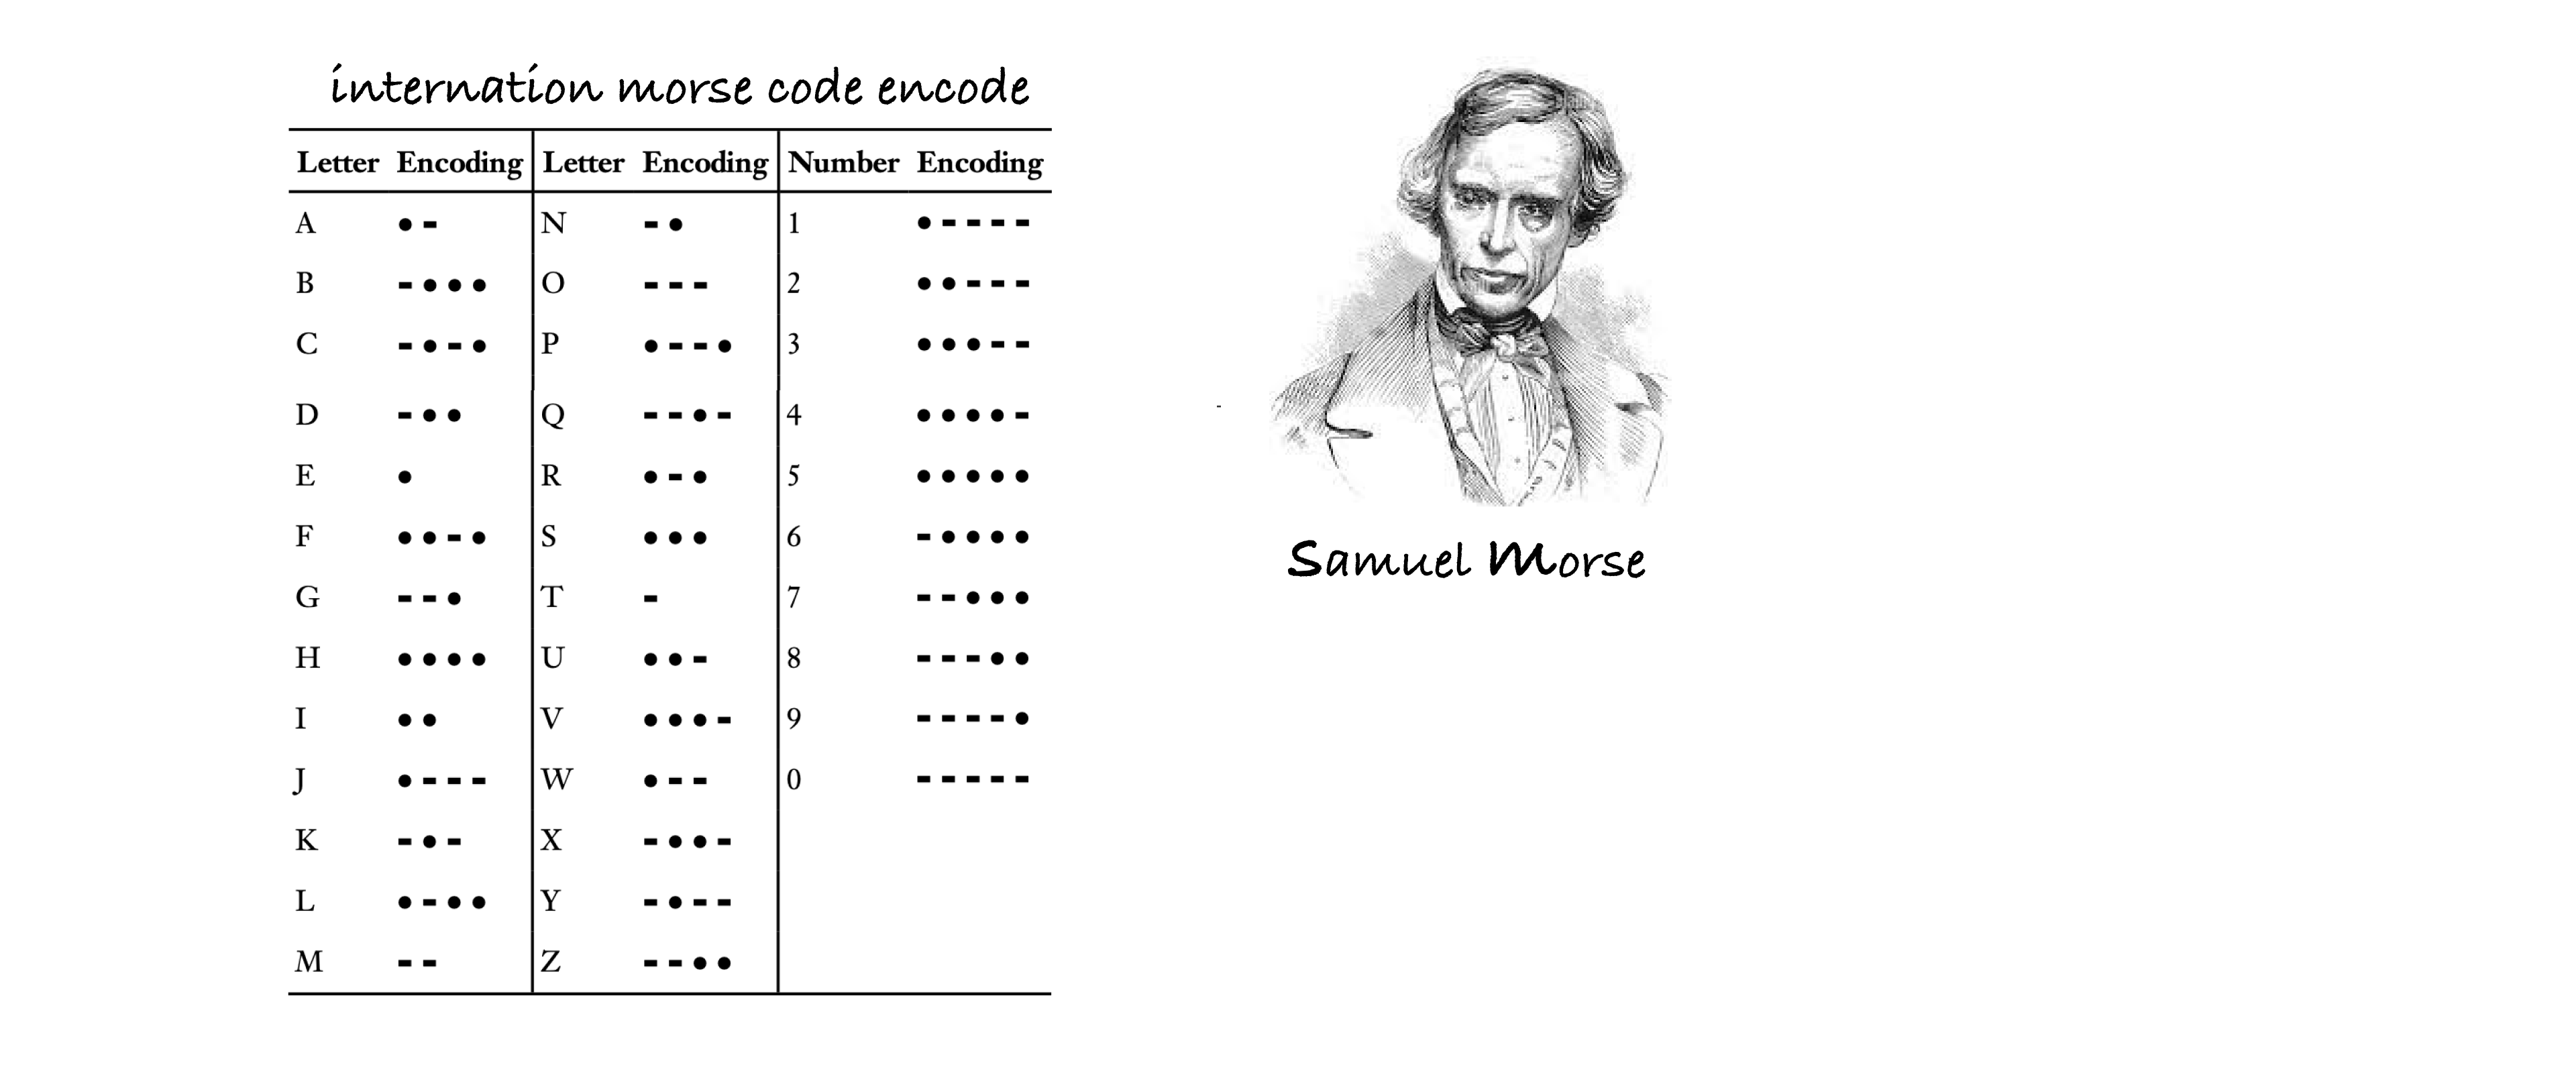 internation morse code encode
Letter Encoding Letter Encoding Number Encoding
A •- N -• 1 •----
B -••• O --- 2 ••---
C -•-• P •--• 3 •••--
D -•• Q --•- 4 ••••-
E • R •-• 5 •••••
F ••-• S ••• 6 -••••
G --• T - 7 --•••
H •••• U ••- 8 ---••
I •• V •••- 9 ----•
J •--- W •-- 0 -----
K -•- X -••-
L •-•• Y -•--
M -- Z --••
Samuel Morse